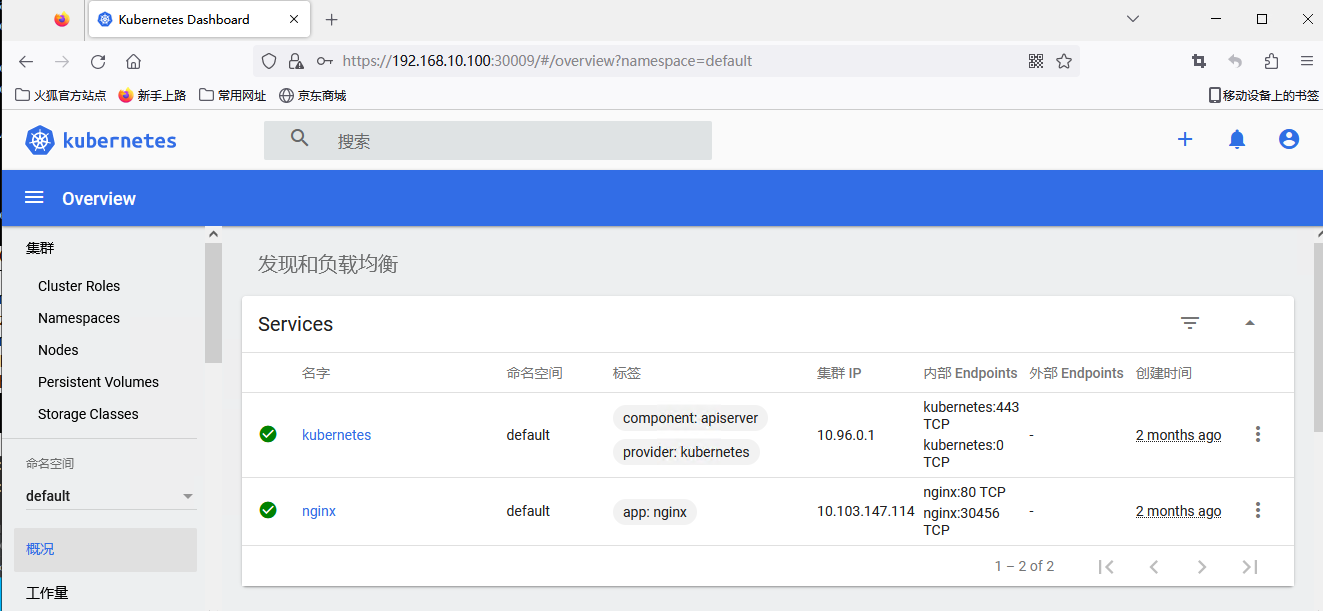 Kubernetes Dashboard
https://192.168.10.100:30009/#/overview?namespace=default
火狐官方站点 新手上路 常用网址 京东商城 移动设备上的书签
kubernetes 搜索
Overview
集群
Cluster Roles
Namespaces
Nodes
Persistent Volumes
Storage Classes
命名空间
default
概况
工作量
发现和负载均衡
Services
名字 命名空间 标签 集群 IP 内部 Endpoints 外部 Endpoints 创建时间
kubernetes default component: apiserver provider: kubernetes 10.96.0.1 kubernetes:443 TCP kubernetes:0 TCP - 2 months ago
nginx default app: nginx 10.103.147.114 nginx:80 TCP nginx:30456 TCP - 2 months ago
1 – 2 of 2